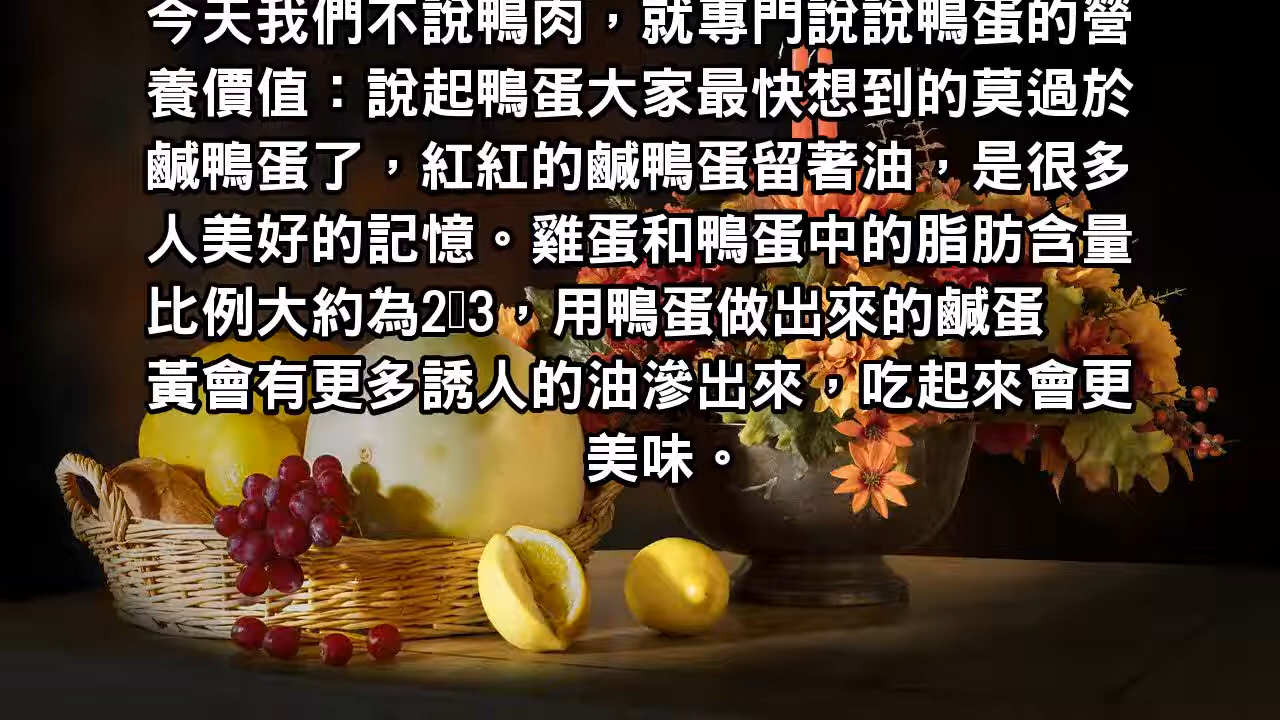 今天我們不說鴨肉，就專門說說鴨蛋的營
養價值：說起鴨蛋大家最快想到的莫過於
鹹鴨蛋了，紅紅的鹹鴨蛋留著油，是很多
人美好的記憶。雞蛋和鴨蛋中的脂肪含量
比例大約為2▯3，用鴨蛋做出來的鹹蛋
黃會有更多誘人的油滲出來，吃起來會更
美味。